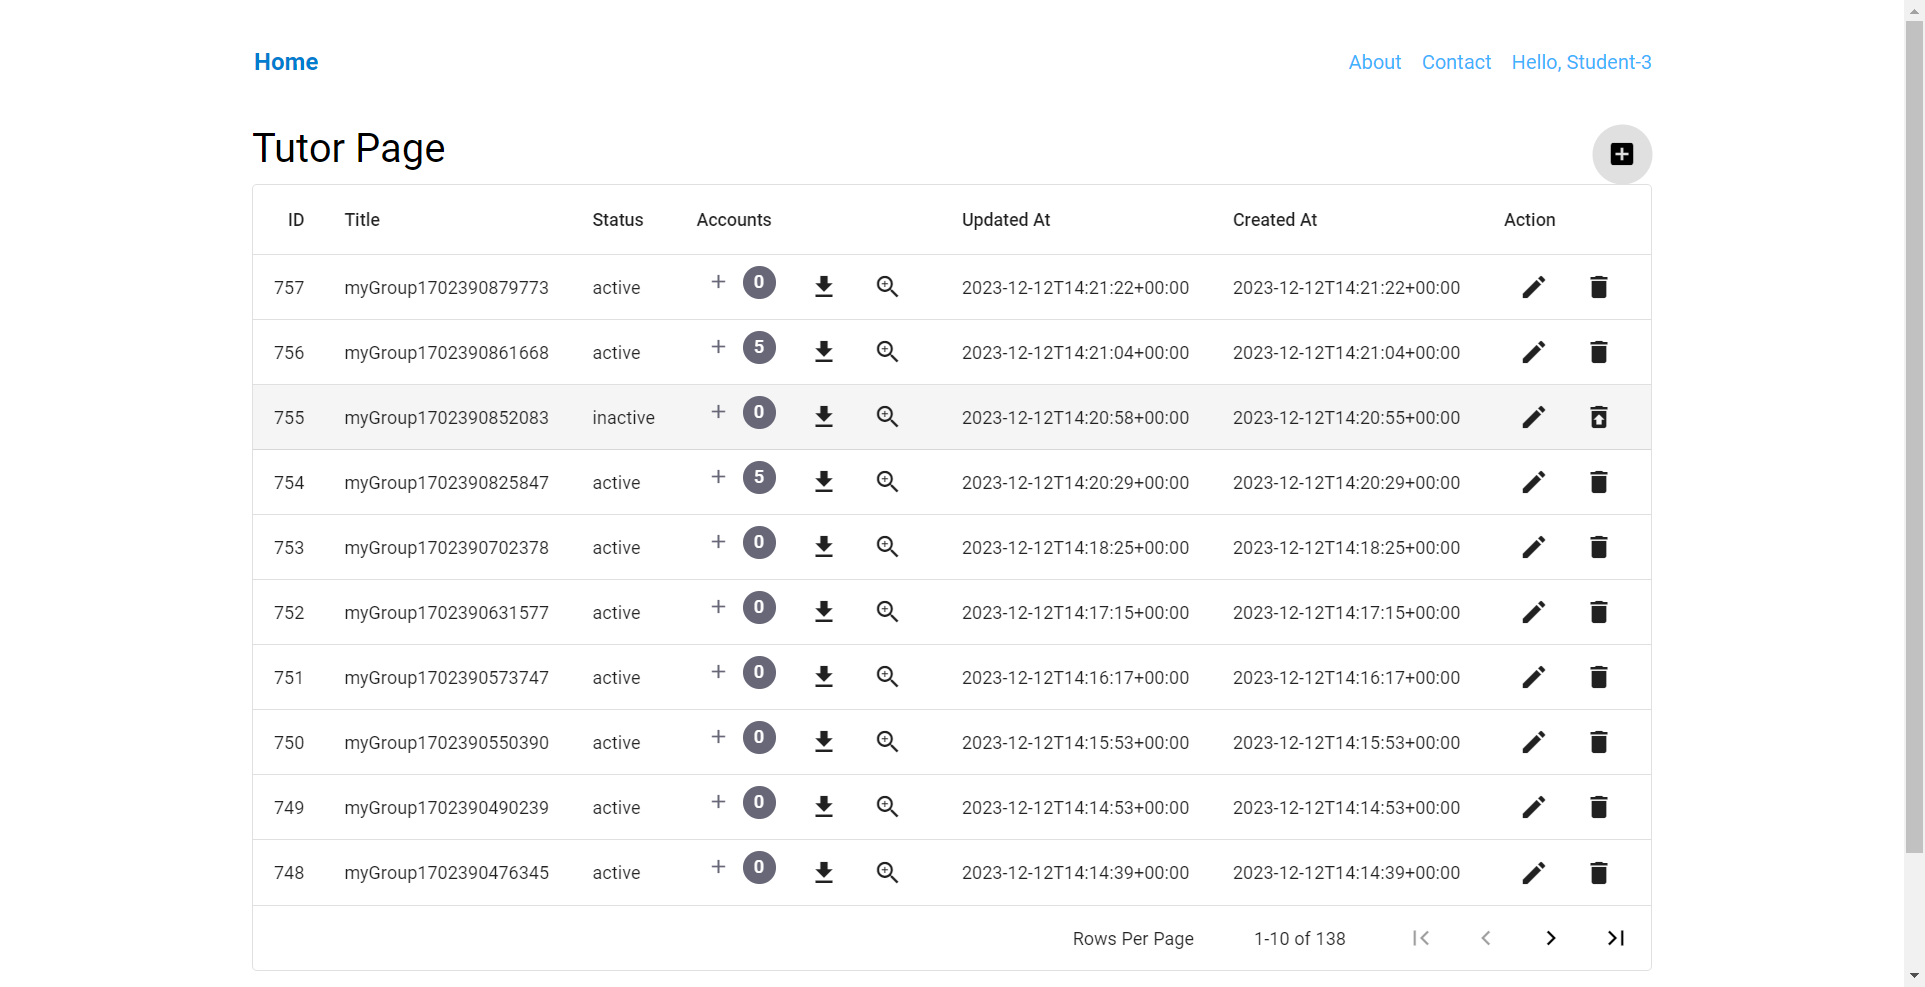 Home About Contact Hello, Student-3
Tutor Page
ID Title Status Accounts Updated At Created At Action
757 myGroup1702390879773 active + 0 2023-12-12T14:21:22+00:00 2023-12-12T14:21:22+00:00
756 myGroup1702390861668 active + 5 2023-12-12T14:21:04+00:00 2023-12-12T14:21:04+00:00
755 myGroup1702390852083 inactive + 0 2023-12-12T14:20:58+00:00 2023-12-12T14:20:55+00:00
754 myGroup1702390825847 active + 5 2023-12-12T14:20:29+00:00 2023-12-12T14:20:29+00:00
753 myGroup1702390702378 active + 0 2023-12-12T14:18:25+00:00 2023-12-12T14:18:25+00:00
752 myGroup1702390631577 active + 0 2023-12-12T14:17:15+00:00 2023-12-12T14:17:15+00:00
751 myGroup1702390573747 active + 0 2023-12-12T14:16:17+00:00 2023-12-12T14:16:17+00:00
750 myGroup1702390550390 active + 0 2023-12-12T14:15:53+00:00 2023-12-12T14:15:53+00:00
749 myGroup1702390490239 active + 0 2023-12-12T14:14:53+00:00 2023-12-12T14:14:53+00:00
748 myGroup1702390476345 active + 0 2023-12-12T14:14:39+00:00 2023-12-12T14:14:39+00:00
Rows Per Page 1-10 of 138